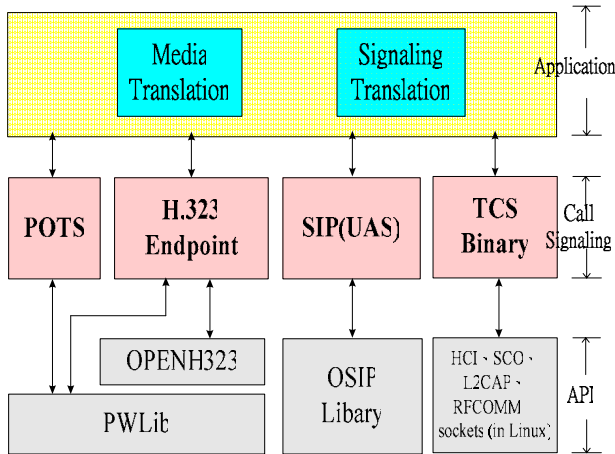 Media
Translation
Signaling
Translation
Application
POTS
H.323
Endpoint
SIP(UAS)
TCS
Binary
Call
Signaling
OPENH323
PWLib
OSIP
Libary
HCI、SCO、
L2CAP、
RFCOMM
sockets (in Linux)
API